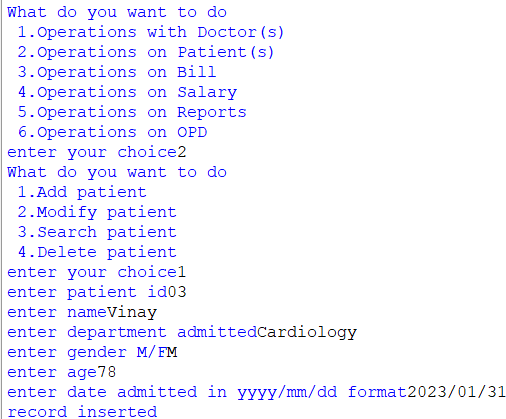 What do you want to do
1.Operations with Doctor(s)
2.Operations on Patient(s)
3.Operations on Bill
4.Operations on Salary
5.Operations on Reports
6.Operations on OPD
enter your choice2
What do you want to do
1.Add patient
2.Modify patient
3.Search patient
4.Delete patient
enter your choice1
enter patient id03
enter nameVinay
enter department admittedCardiology
enter gender M/FM
enter age78
enter date admitted in yyyy/mm/dd format2023/01/31
record inserted